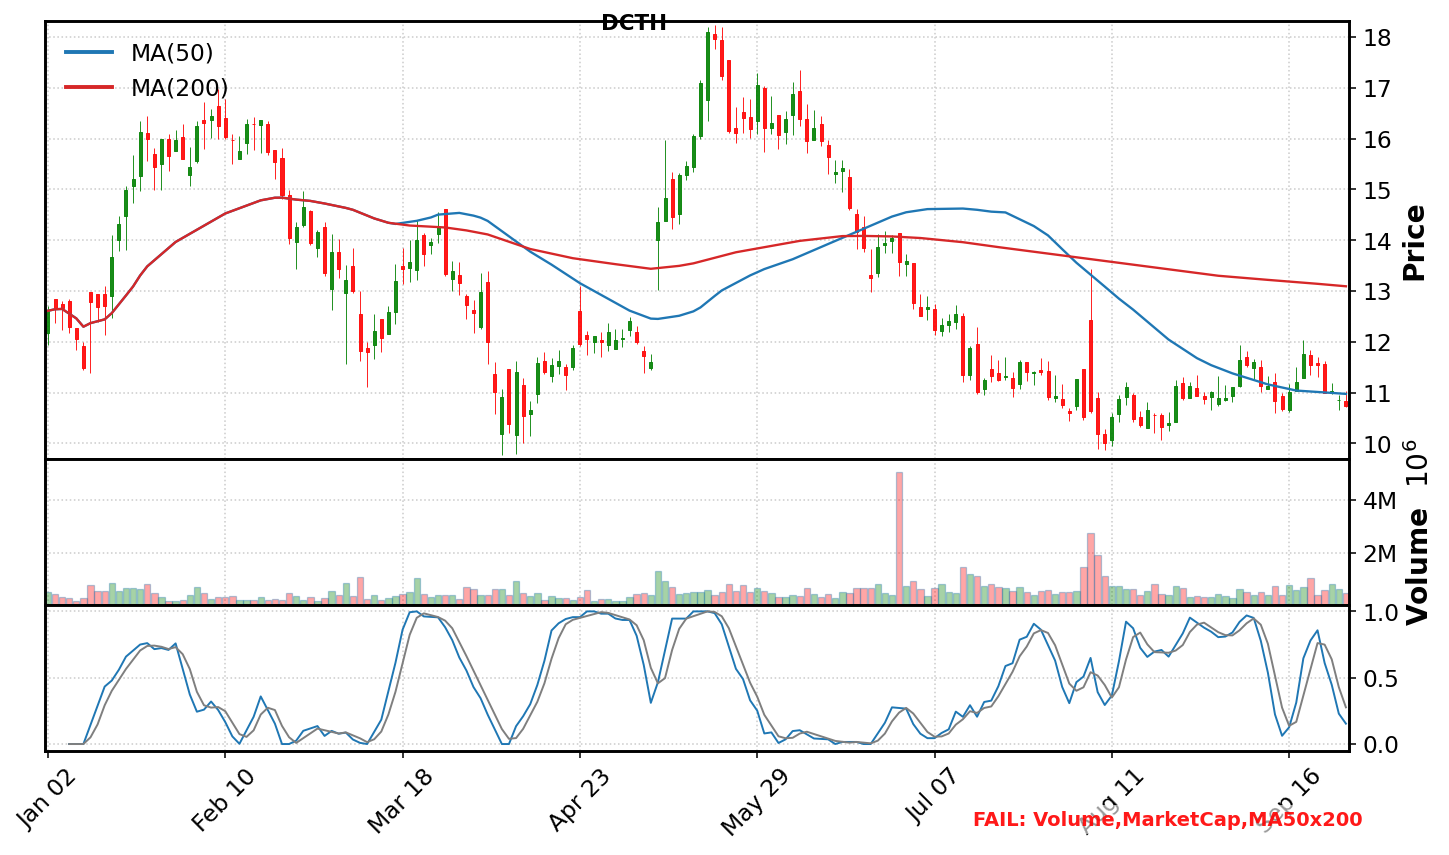 DCTH
MA(50)
MA(200)
18
17
16
15
14
13
12
11
10
Price
4M
2M
Volume 10^6
1.0
0.5
0.0
Jan 02
Feb 10
Mar 18
Apr 23
May 29
Jul 07
Aug 11
Sep 16
FAIL: Volume,MarketCap,MA50x200